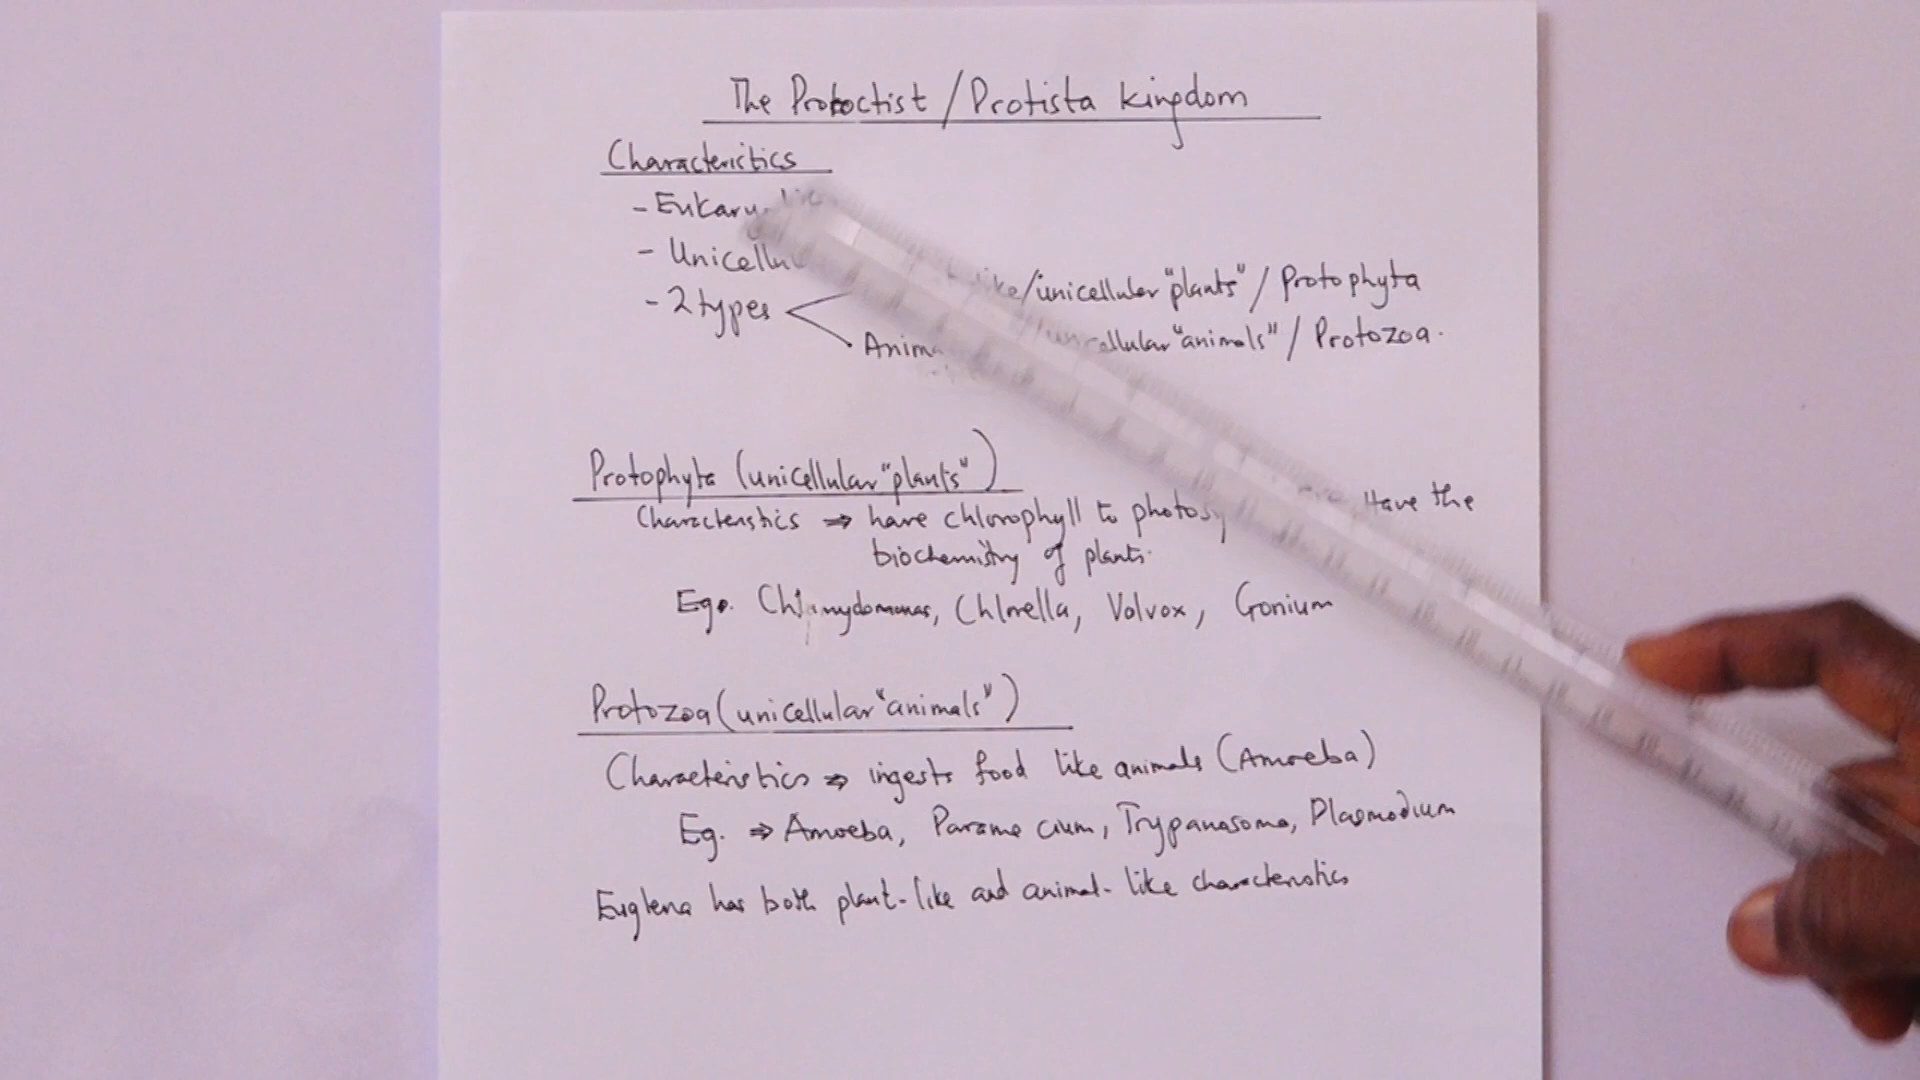 The Protoctist / Protista kingdom
Characteristics
- Eukary
- Unicellu
- 2 types
like/unicellular "plants" / Protophyta
Anim unicellular "animals" / Protozoa.
Protophyta (unicellular "plants")
Characteristics ⇒ have chlorophyll to photosy Have the
biochemistry of plants.
Eg. Chlamydomonas, Chlorella, Volvox, Gonium
Protozoa (unicellular "animals")
Characteristics ⇒ ingests food like animals (Amoeba)
Eg. ⇒ Amoeba, Paramecium, Trypanosoma, Plasmodium
Euglena has both plant-like and animal-like characteristics